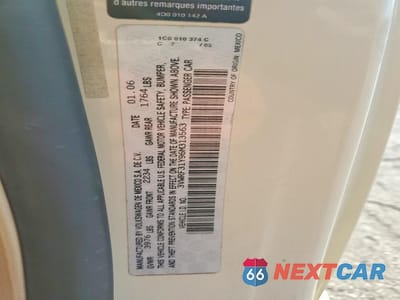 d'autres remarques importantes
4D0 010 142 A
1C0 010 374 C
COUNTRY OF ORIGIN: MEXICO
MANUFACTURED BY VOLKSWAGEN DE MEXICO S.A. DE C.V. DATE 01.06
GVWR 3976 LBS GAWR FRONT 2234 LBS GAWR REAR 1764 LBS
THIS VEHICLE CONFORMS TO ALL APPLICABLE U.S. FEDERAL MOTOR VEHICLE SAFETY, BUMPER,
AND THEFT PREVENTION STANDARDS IN EFFECT ON THE DATE OF MANUFACTURE SHOWN ABOVE.
VEHICLE I.D. NO.: TYPE: PASSENGER CAR
66 NEXTCAR